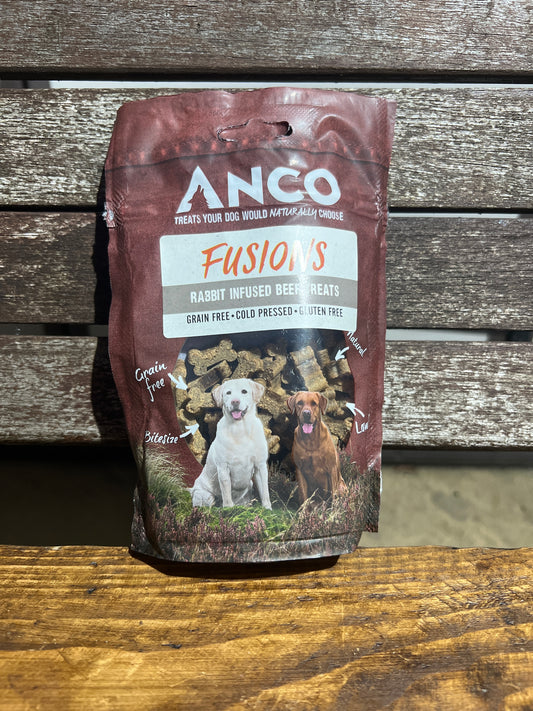 ANCO
TREATS YOUR DOG WOULD NATURALLY CHOOSE
FUSIONS
RABBIT INFUSED BEEF TREATS
GRAIN FREE • COLD PRESSED • GLUTEN FREE
Natural
Grain
free
Bitesize
Low